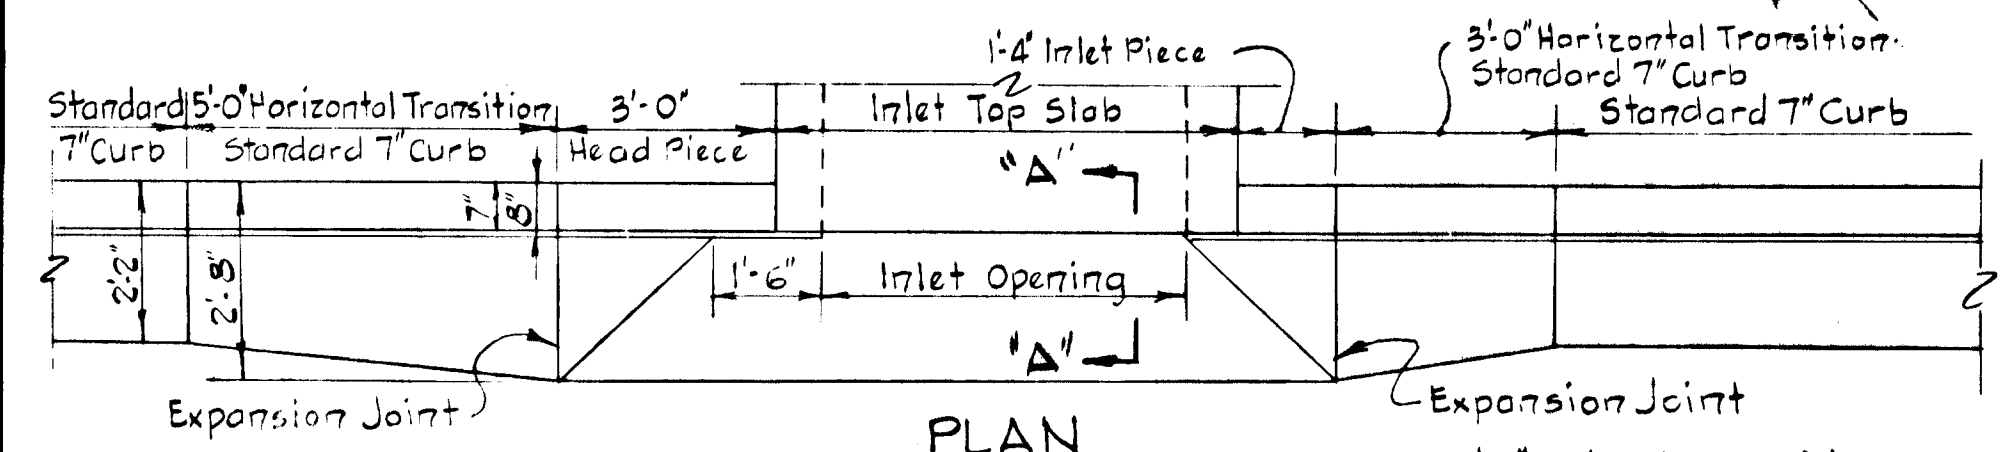 1'-4" Inlet Piece
3'-0" Horizontal Transition.
Standard 7" Curb
Standard 7" Curb
Standard
7" Curb
5'-0" Horizontal Transition
Standard 7" Curb
3'-0"
Head Piece
Inlet Top Slab
"A"
7"
8"
2'-2"
2'-8"
1'-6"
Inlet Opening
"A"
Expansion Joint
Expansion Joint
PLAN